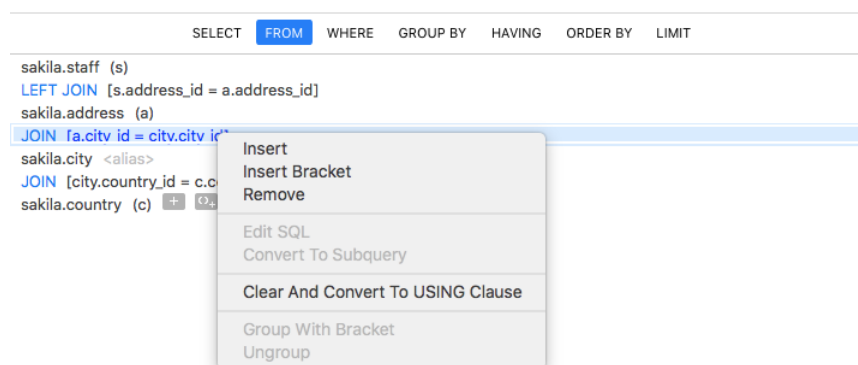 SELECT FROM WHERE GROUP BY HAVING ORDER BY LIMIT
sakila.staff (s)
LEFT JOIN [s.address_id = a.address_id]
sakila.address (a)
JOIN [a.city_id = city.city_id]
sakila.city <alias>
JOIN [city.country_id = c.c
sakila.country (c) +
Insert
Insert Bracket
Remove
Edit SQL
Convert To Subquery
Clear And Convert To USING Clause
Group With Bracket
Ungroup